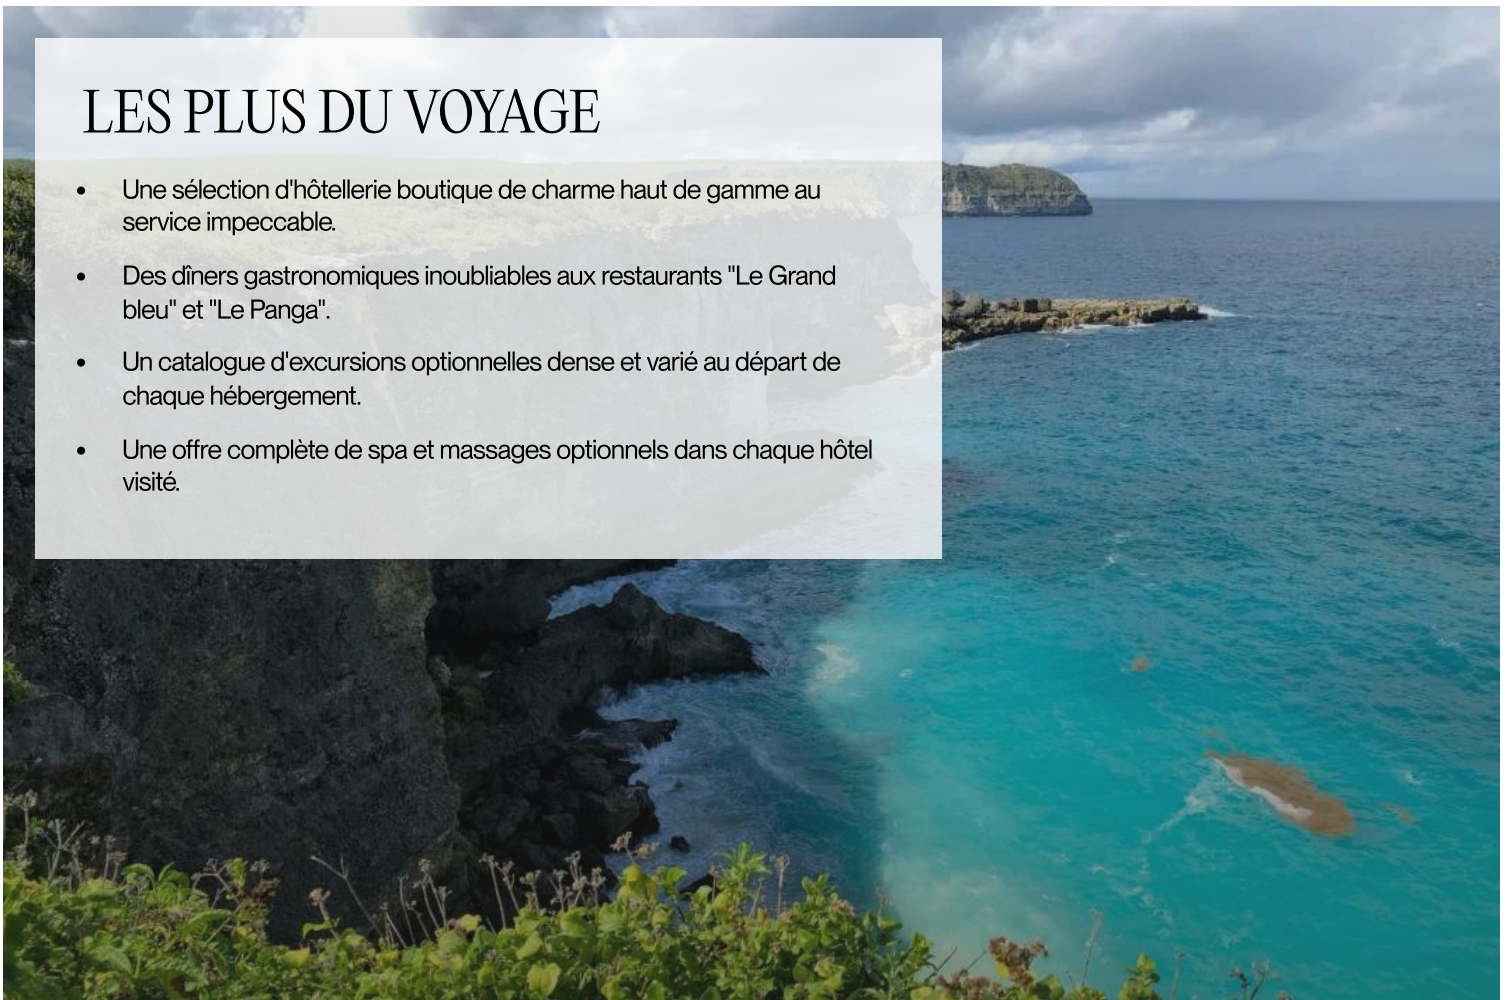 LES PLUS DU VOYAGE
• Une sélection d'hôtellerie boutique de charme haut de gamme au
service impeccable.
• Des dîners gastronomiques inoubliables aux restaurants "Le Grand
bleu" et "Le Panga".
• Un catalogue d'excursions optionnelles dense et varié au départ de
chaque hébergement.
• Une offre complète de spa et massages optionnels dans chaque hôtel
visité.